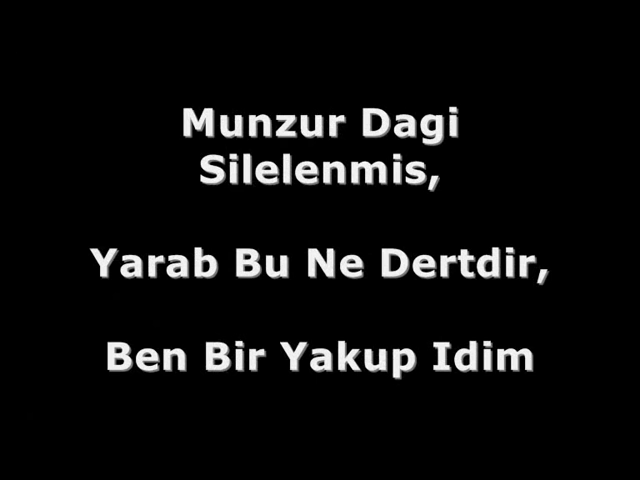 Munzur Dagi
Silelenmis,
Yarab Bu Ne Dertdir,
Ben Bir Yakup Idim